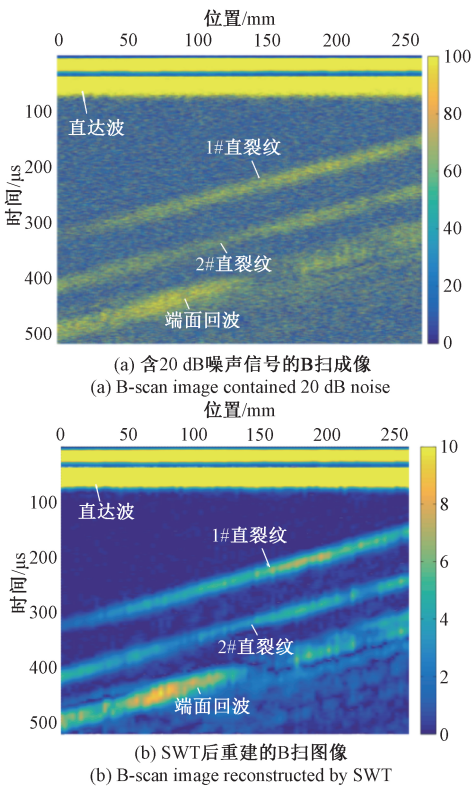 位置/mm
0 50 100 150 200 250
100
200
300
400
500
时间/μs
直达波
1#直裂纹
2#直裂纹
端面回波
100
80
60
40
20
0
(a) 含20 dB噪声信号的B扫成像
(a) B-scan image contained 20 dB noise
位置/mm
0 50 100 150 200 250
100
200
300
400
500
时间/μs
直达波
1#直裂纹
2#直裂纹
端面回波
10
8
6
4
2
0
(b) SWT后重建的B扫图像
(b) B-scan image reconstructed by SWT